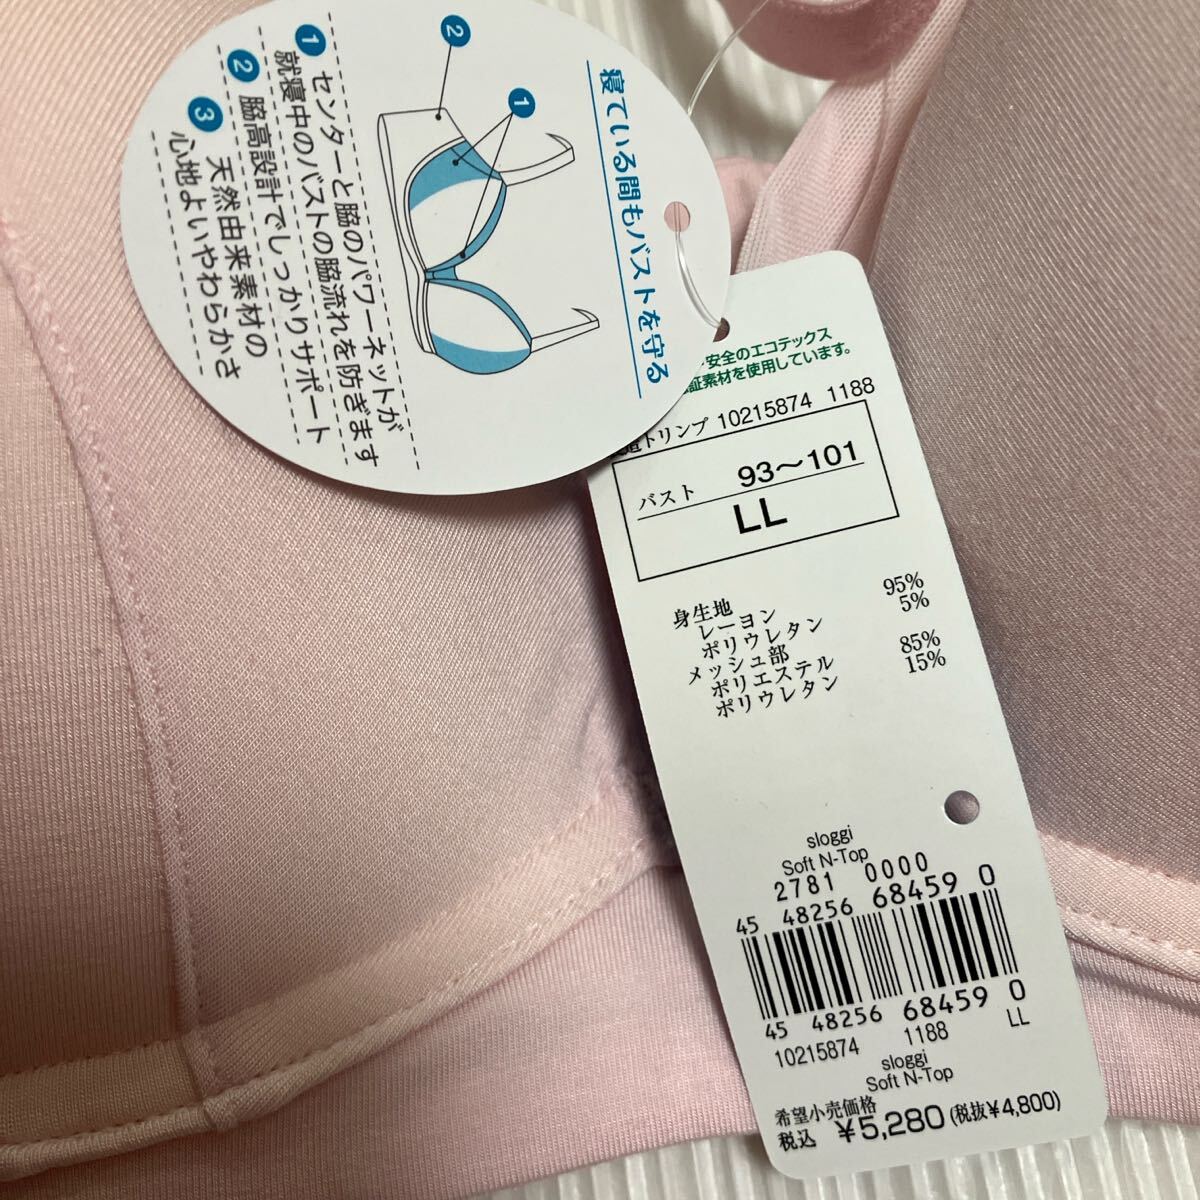 寝ている間もバストを守る
2
1
1 センターと脇のパワーネットが
就寝中のバストの脇流れを防ぎます
2 脇高設計でしっかりサポート
3 天然由来素材の
心地よいやわらかさ
安全のエコテックス
証素材を使用しています。
トリンプ 10215874 1188
バスト 93～101
LL
身生地
レーヨン 95%
ポリウレタン 5%
メッシュ部
ポリエステル 85%
ポリウレタン 15%
sloggi
Soft N-Top
2781 0000
45 48256 68459 0
45 48256 68459 0
10215874 1188 LL
sloggi
Soft N-Top
希望小売価格
税込 ¥5,280 (税抜¥4,800)